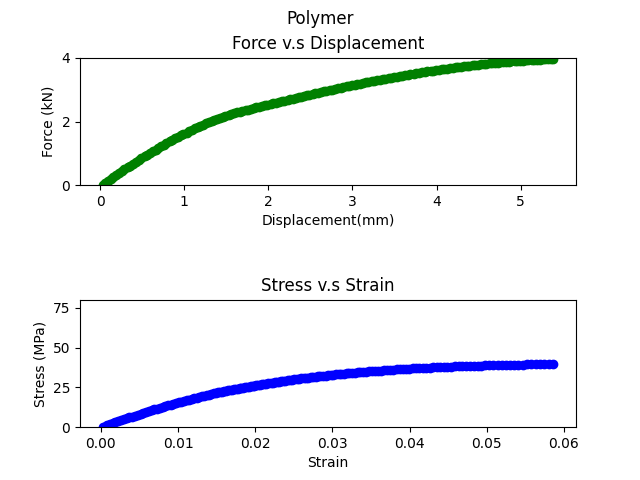 Polymer
Force v.s Displacement
Force (kN)
4
2
0
0 1 2 3 4 5
Displacement(mm)
Stress v.s Strain
Stress (MPa)
75
50
25
0
0.00 0.01 0.02 0.03 0.04 0.05 0.06
Strain